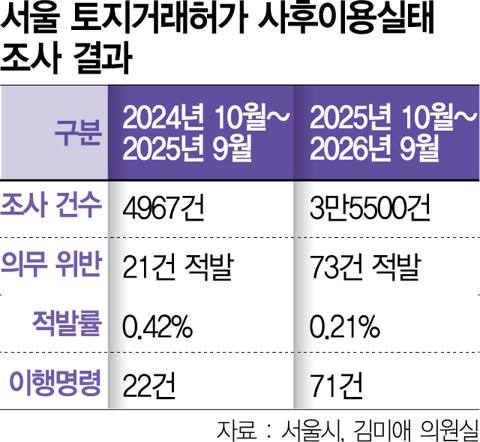 서울 토지거래허가 사후이용실태
조사 결과
구분
2024년 10월~
2025년 9월
2025년 10월~
2026년 9월
조사 건수 4967건 3만5500건
의무 위반 21건 적발 73건 적발
적발률 0.42% 0.21%
이행명령 22건 71건
자료 : 서울시, 김미애 의원실